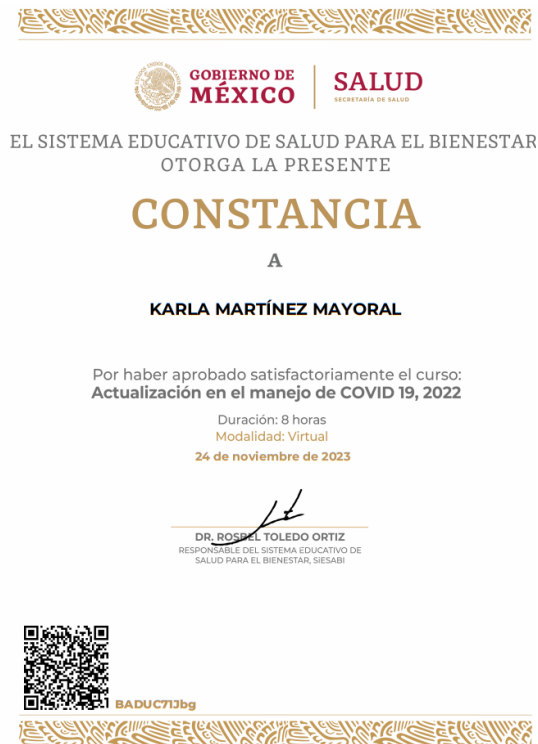 GOBIERNO DE
MÉXICO
SALUD
SECRETARÍA DE SALUD
EL SISTEMA EDUCATIVO DE SALUD PARA EL BIENESTAR
OTORGA LA PRESENTE
CONSTANCIA
A
KARLA MARTÍNEZ MAYORAL
Por haber aprobado satisfactoriamente el curso:
Actualización en el manejo de COVID 19, 2022
Duración: 8 horas
Modalidad: Virtual
24 de noviembre de 2023
DR. ROSBEL TOLEDO ORTIZ
RESPONSABLE DEL SISTEMA EDUCATIVO DE
SALUD PARA EL BIENESTAR, SiESABI
BADUC71Jbg